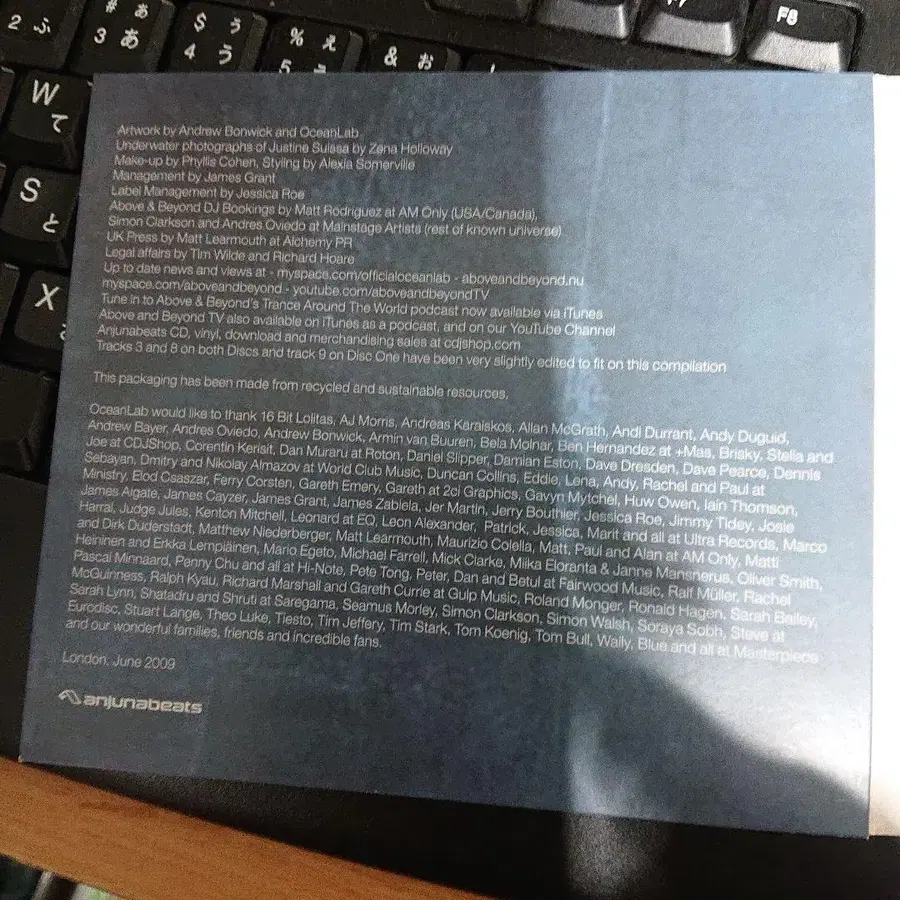 2 ふ
# ぁ
3 あ
$ ぅ
4 う
% ぇ
5
& ぉ
お
F8
W
て
S
と
X
Artwork by Andrew Bonwick and OceanLab
Underwater photographs of Justine Suissa by Zena Holloway
Make-up by Phyllis Cohen, Styling by Alexia Somerville
Management by James Grant
Label Management by Jessica Roe
Above & Beyond DJ Bookings by Matt Rodriguez at AM Only (USA/Canada),
Simon Clarkson and Andres Oviedo at Mainstage Artists (rest of known universe)
UK Press by Matt Learmouth at Alchemy PR
Legal affairs by Tim Wilde and Richard Hoare
Up to date news and views at - myspace.com/officialoceanlab - aboveandbeyond.nu
myspace.com/aboveandbeyond - youtube.com/aboveandbeyondTV
Tune in to Above & Beyond's Trance Around The World podcast now available via iTunes
Above and Beyond TV also available on iTunes as a podcast, and on our YouTube Channel
Anjunabeats CD, vinyl, download and merchandising sales at cdjshop.com
Tracks 3 and 8 on both Discs and track 9 on Disc One have been very slightly edited to fit on this compilation
This packaging has been made from recycled and sustainable resources.
OceanLab would like to thank 16 Bit Lolitas, AJ Morris, Andreas Karaiskos, Allan McGrath, Andi Durrant, Andy Duguid,
Andrew Bayer, Andres Oviedo, Andrew Bonwick, Armin van Buuren, Bela Molnar, Ben Hernandez at +Mas, Brisky, Stella and
Joe at CDJShop, Corentin Kerisit, Dan Muraru at Roton, Daniel Slipper, Damian Eston, Dave Dresden, Dave Pearce, Dennis
Sebayan, Dmitry and Nikolay Almazov at World Club Music, Duncan Collins, Eddie, Lena, Andy, Rachel and Paul at
Ministry, Elod Csaszar, Ferry Corsten, Gareth Emery, Gareth at 2ci Graphics, Gavyn Mytchel, Huw Owen, Iain Thomson,
James Algate, James Cayzer, James Grant, James Zabiela, Jer Martin, Jerry Bouthier, Jessica Roe, Jimmy Tidey, Josie
Harral, Judge Jules, Kenton Mitchell, Leonard at EQ, Leon Alexander, Patrick, Jessica, Marit and all at Ultra Records, Marco
and Dirk Duderstadt, Matthew Niederberger, Matt Learmouth, Maurizio Colella, Matt, Paul and Alan at AM Only, Matti
Heininen and Erkka Lempiäinen, Mario Egeto, Michael Farrell, Mick Clarke, Miika Eloranta & Janne Mansnerus, Oliver Smith,
Pascal Minnaard, Penny Chu and all at Hi-Note, Pete Tong, Peter, Dan and Betul at Fairwood Music, Ralf Müller, Rachel
McGuinness, Ralph Kyau, Richard Marshall and Gareth Currie at Gulp Music, Roland Monger, Ronald Hagen, Sarah Bailey,
Sarah Lynn, Shatadru and Shruti at Saregama, Seamus Morley, Simon Clarkson, Simon Walsh, Soraya Sobh, Steve at
Eurodisc, Stuart Lange, Theo Luke, Tiesto, Tim Jeffery, Tim Stark, Tom Koenig, Tom Bull, Wally, Blue and all at Masterpiece
and our wonderful families, friends and incredible fans.
London, June 2009
anjunabeats